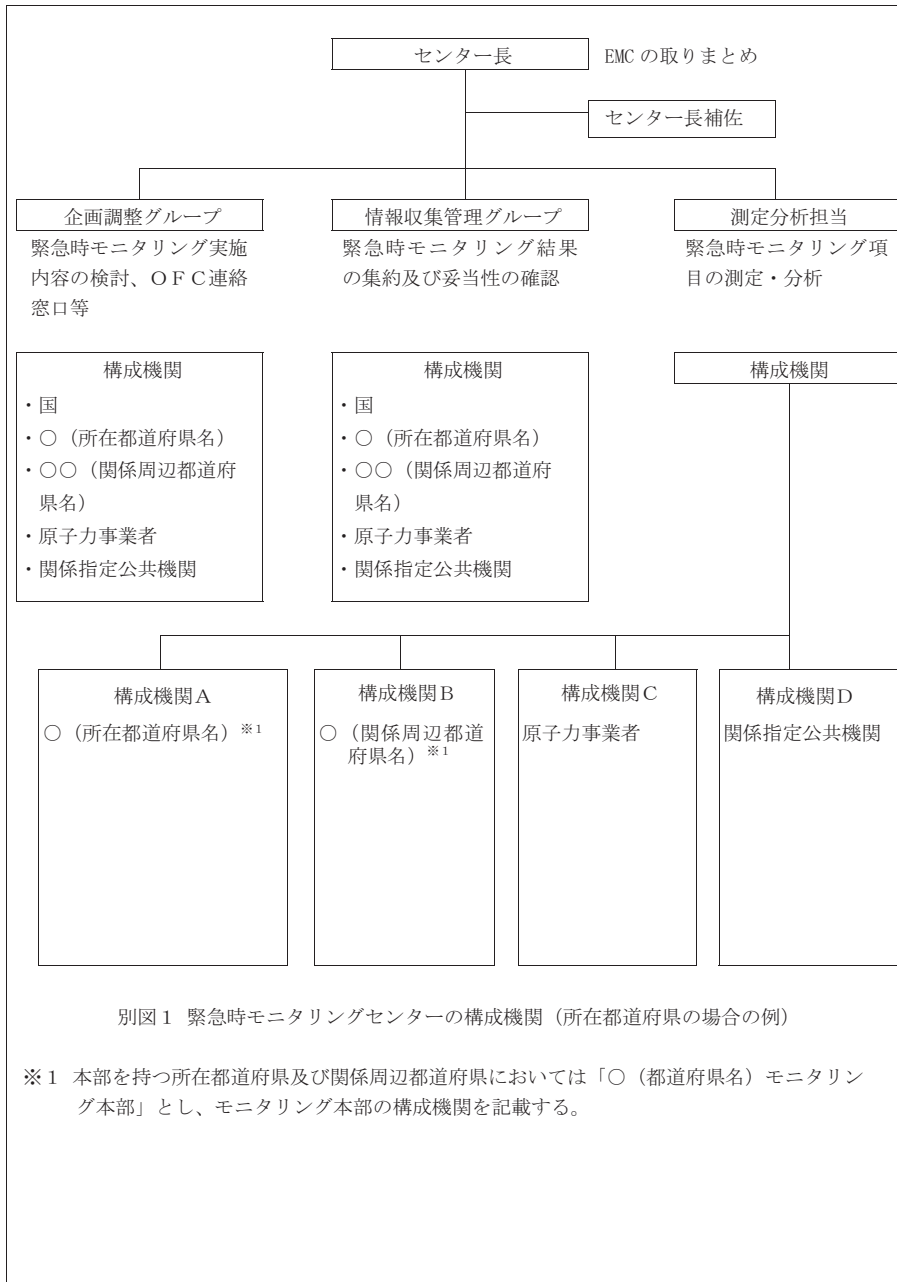 センター長
EMC の取りまとめ
センター長補佐
企画調整グループ
緊急時モニタリング実施
内容の検討、ＯＦＣ連絡
窓口等
情報収集管理グループ
緊急時モニタリング結果
の集約及び妥当性の確認
測定分析担当
緊急時モニタリング項
目の測定・分析
構成機関
・国
・○（所在都道府県名）
・○○（関係周辺都道府
県名）
・原子力事業者
・関係指定公共機関
構成機関
・国
・○（所在都道府県名）
・○○（関係周辺都道府
県名）
・原子力事業者
・関係指定公共機関
構成機関
構成機関Ａ
○（所在都道府県名）※1
構成機関Ｂ
○（関係周辺都道
府県名）※1
構成機関Ｃ
原子力事業者
構成機関Ｄ
関係指定公共機関
別図１ 緊急時モニタリングセンターの構成機関（所在都道府県の場合の例）
※１ 本部を持つ所在都道府県及び関係周辺都道府県においては「○（都道府県名）モニタリン
グ本部」とし、モニタリング本部の構成機関を記載する。